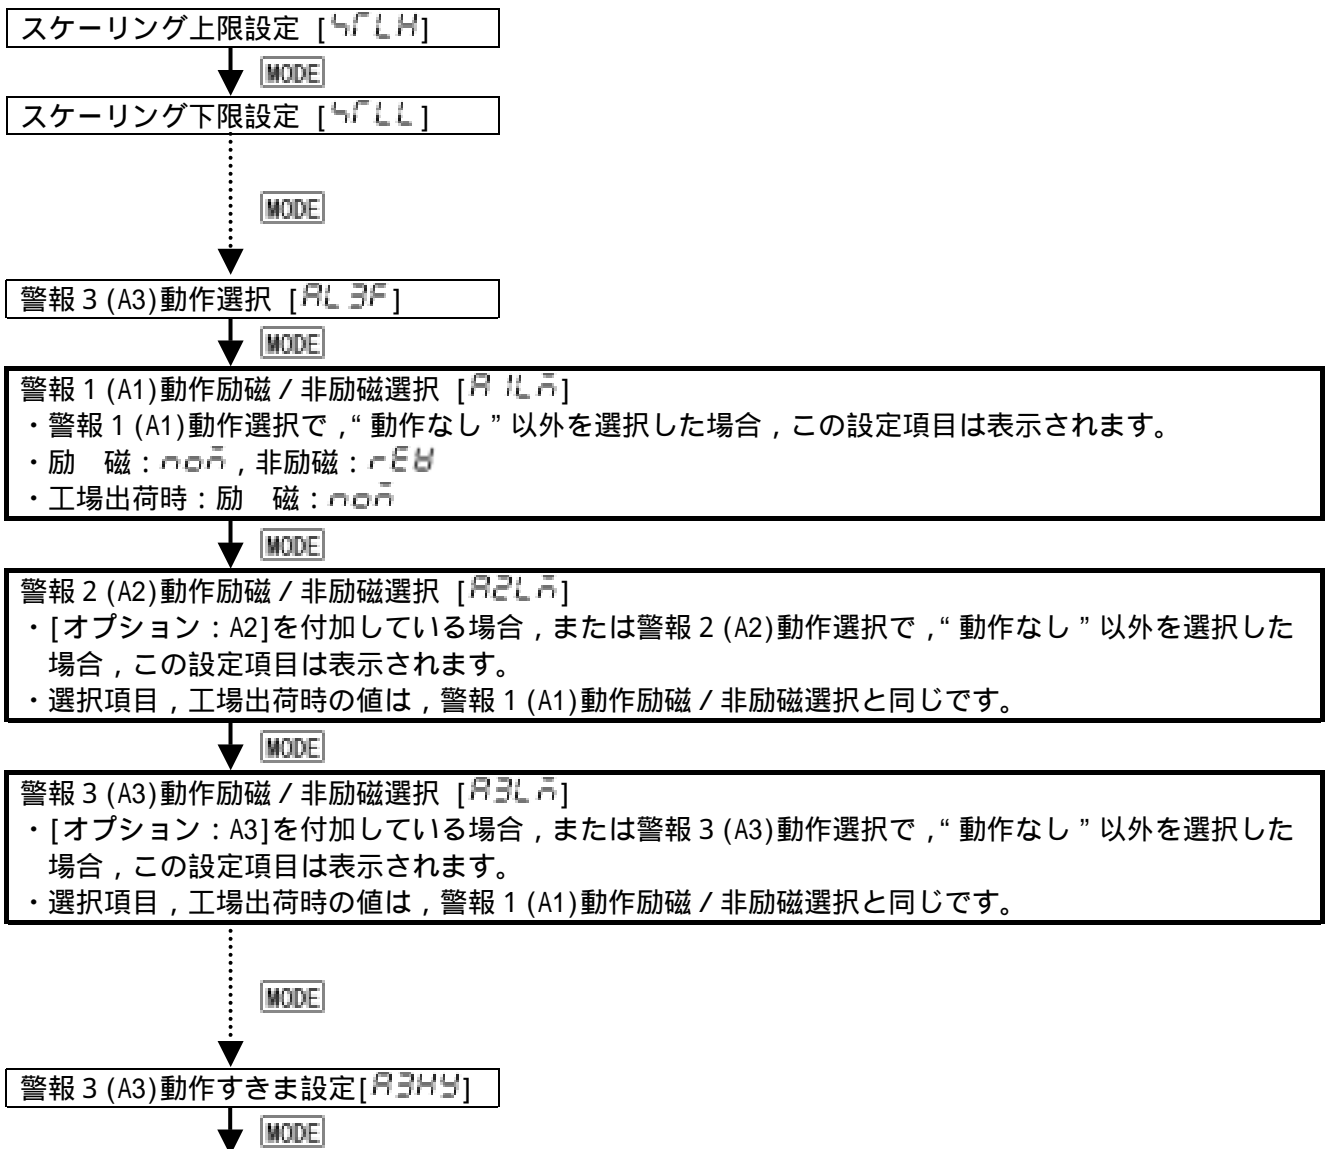 スケーリング上限設定 [SCLH]
MODE
スケーリング下限設定 [SCLL]
MODE
警報３(A3)動作選択 [AL3F]
MODE
警報１(A1)動作励磁／非励磁選択 [A1LM]
・警報１(A1)動作選択で，“動作なし”以外を選択した場合，この設定項目は表示されます。
・励　磁：noM，非励磁：rEV
・工場出荷時：励　磁：noM
MODE
警報２(A2)動作励磁／非励磁選択 [A2LM]
・[オプション：A2]を付加している場合，または警報２(A2)動作選択で，“動作なし”以外を選択した
場合，この設定項目は表示されます。
・選択項目，工場出荷時の値は，警報１(A1)動作励磁／非励磁選択と同じです。
MODE
警報３(A3)動作励磁／非励磁選択 [A3LM]
・[オプション：A3]を付加している場合，または警報３(A3)動作選択で，“動作なし”以外を選択した
場合，この設定項目は表示されます。
・選択項目，工場出荷時の値は，警報１(A1)動作励磁／非励磁選択と同じです。
MODE
警報３(A3)動作すきま設定[A3HY]
MODE